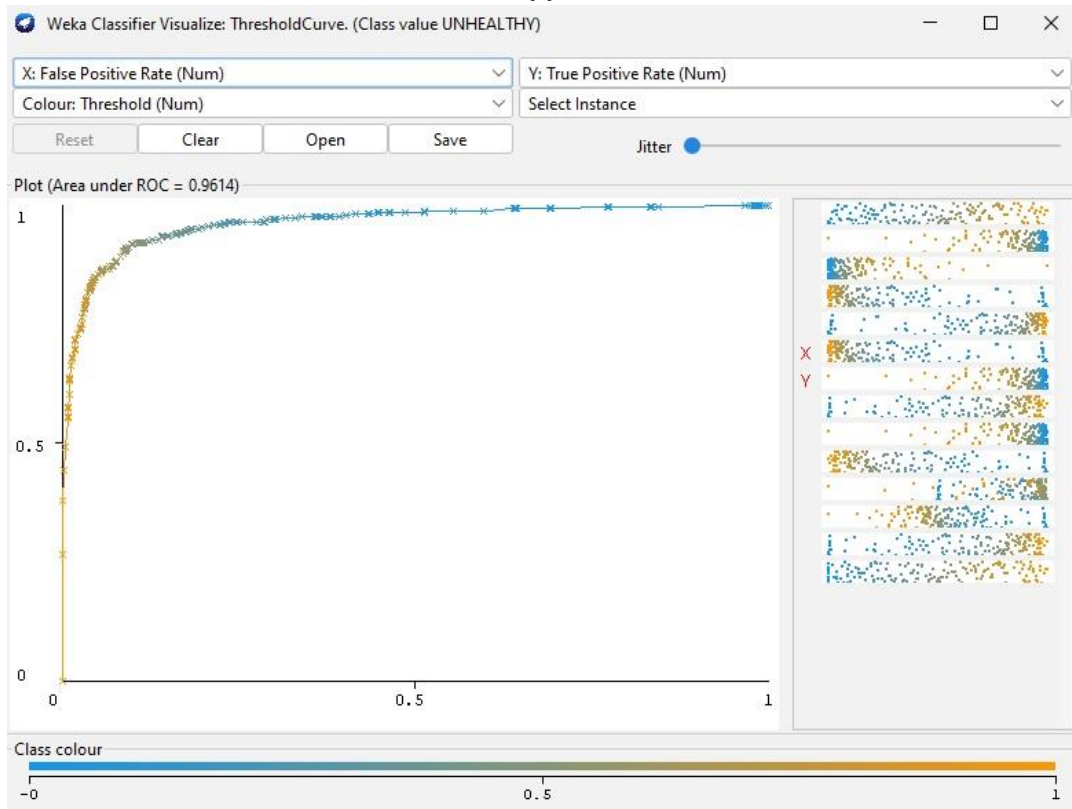 Weka Classifier Visualize: ThresholdCurve. (Class value UNHEALTHY)
X: False Positive Rate (Num) Y: True Positive Rate (Num)
Colour: Threshold (Num) Select Instance
Reset Clear Open Save Jitter
Plot (Area under ROC = 0.9614)
1
X
Y
0.5
0
0 0.5 1
Class colour
-0 0.5 1